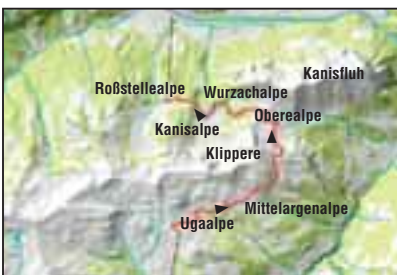 Kanisfluh
Roßstellealpe
Wurzachalpe
Kanisalpe
Oberealpe
Klippere
Mittelargenalpe
Ugaalpe